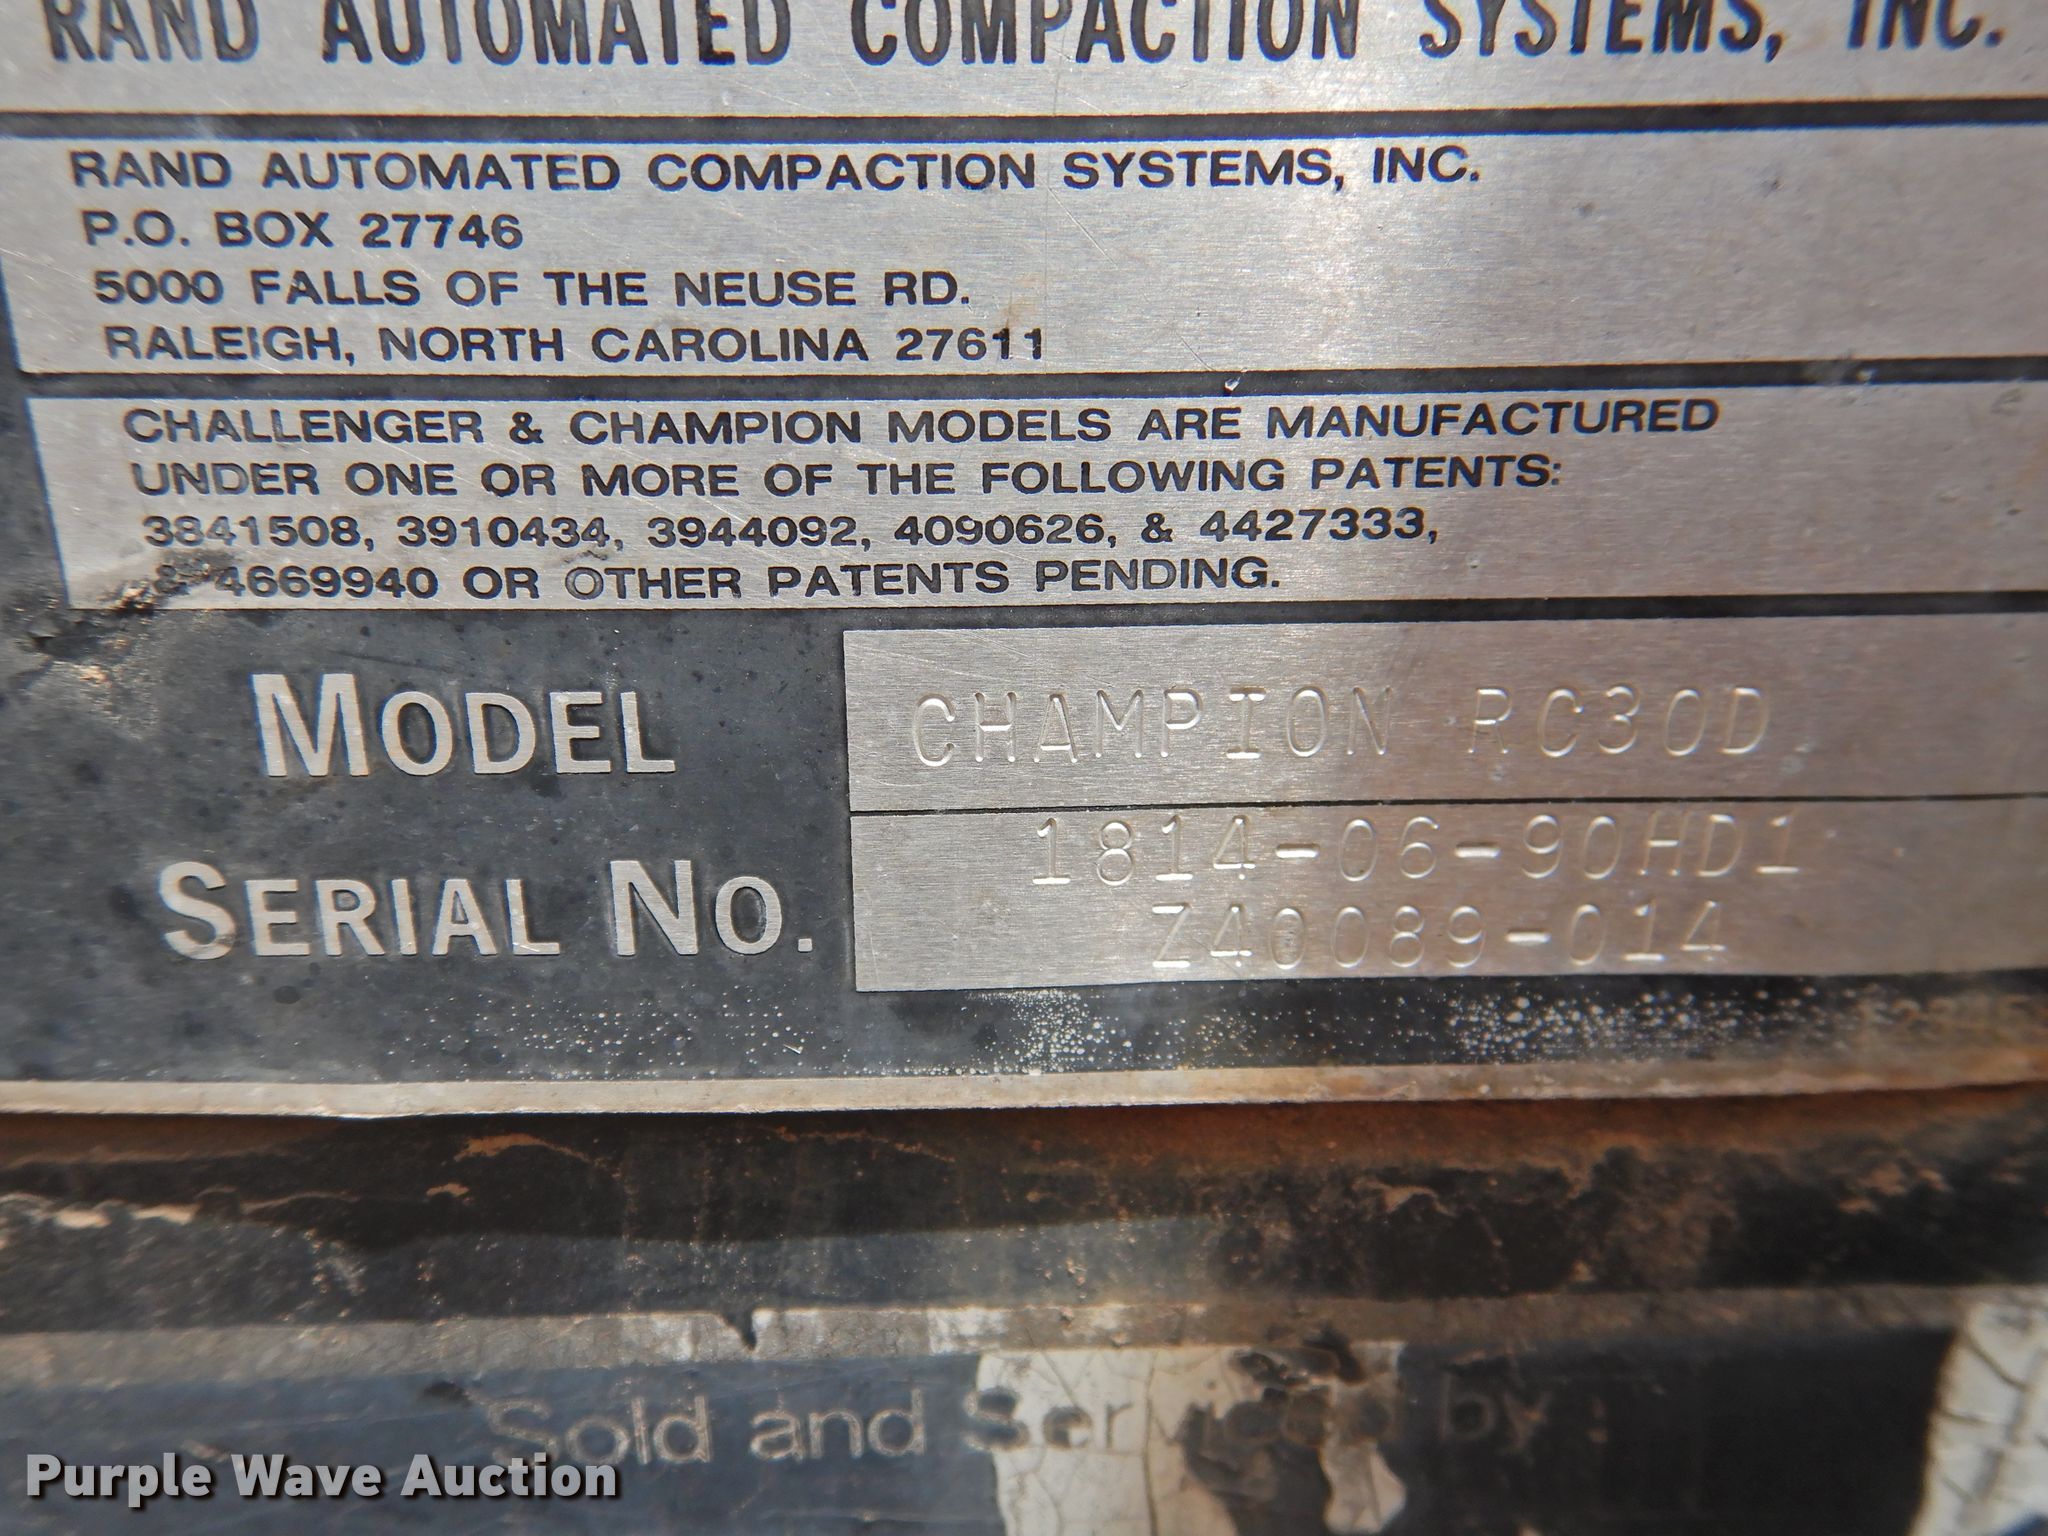 RAND AUTOMATED COMPACTION SYSTEMS, INC.
RAND AUTOMATED COMPACTION SYSTEMS, INC.
P.O. BOX 27746
5000 FALLS OF THE NEUSE RD.
RALEIGH, NORTH CAROLINA 27611
CHALLENGER & CHAMPION MODELS ARE MANUFACTURED
UNDER ONE OR MORE OF THE FOLLOWING PATENTS:
3841508, 3910434, 3944092, 4090626, & 4427333,
& 4669940 OR OTHER PATENTS PENDING.
MODEL CHAMPION RC30D
SERIAL NO. 1814-06-90HD1
Z40089-014
Sold and Serviced by:
Purple Wave Auction